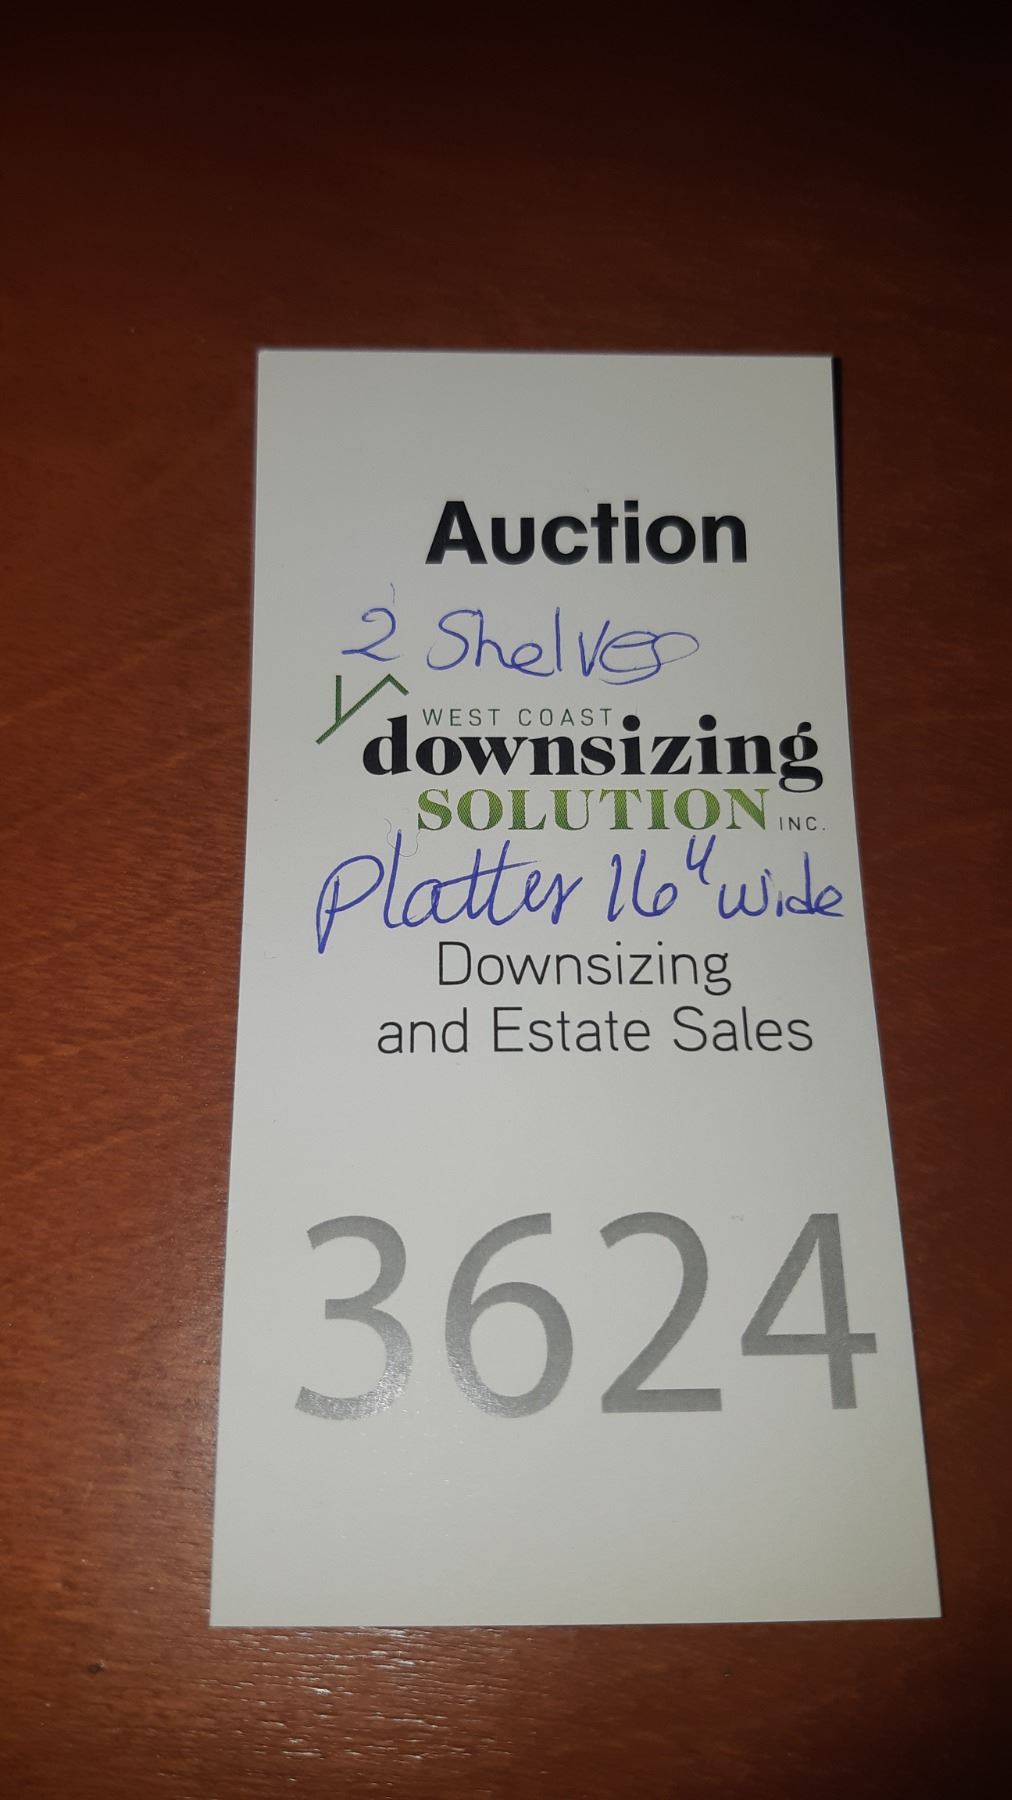 Auction
2 Shelves
WEST COAST
downsizing
SOLUTION INC.
Platter 16" wide
Downsizing
and Estate Sales
3624